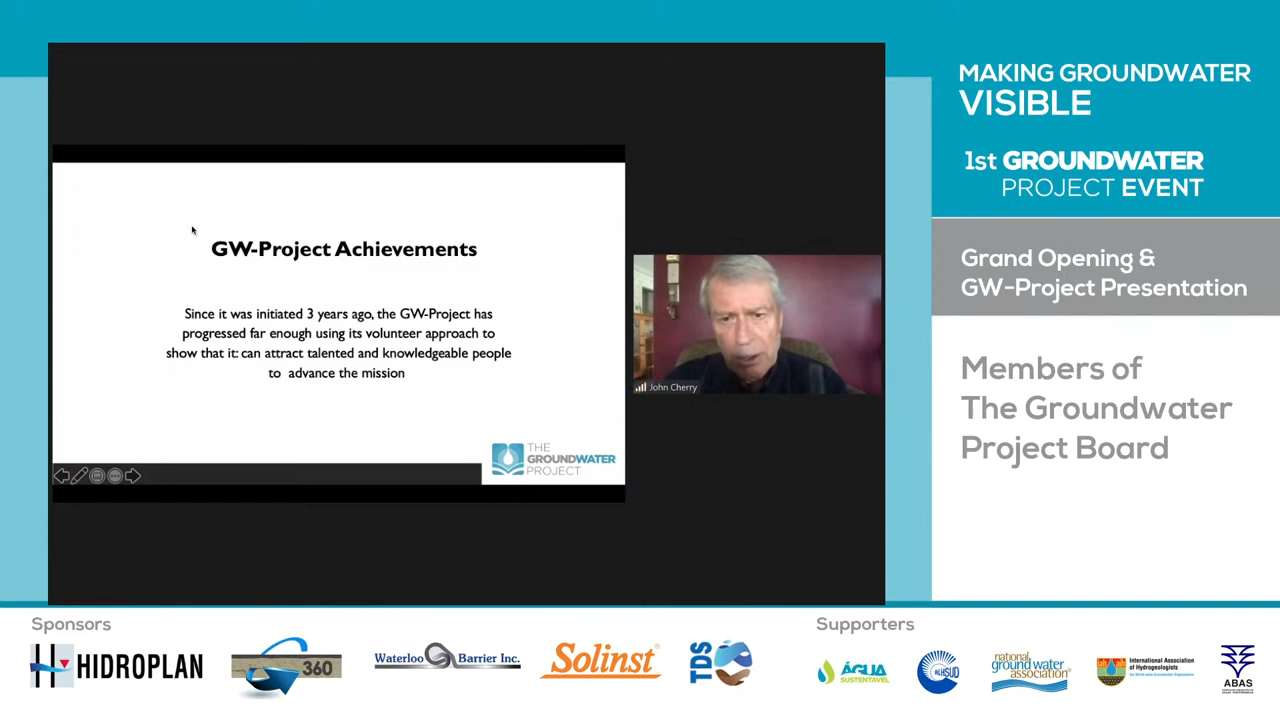 MAKING GROUNDWATER
VISIBLE
1st GROUNDWATER
PROJECT EVENT
Grand Opening &
GW-Project Presentation
Members of
The Groundwater
Project Board
GW-Project Achievements
Since it was initiated 3 years ago, the GW-Project has
progressed far enough using its volunteer approach to
show that it: can attract talented and knowledgeable people
to advance the mission
THE
GROUNDWATER
PROJECT
John Cherry
Sponsors
HIDROPLAN
360
Waterloo Barrier Inc.
Solinst®
TDS
Supporters
ÁGUA
SUSTENTÁVEL
ALHSUD
national
ground water
association®
International Association
of Hydrogeologists
ABAS